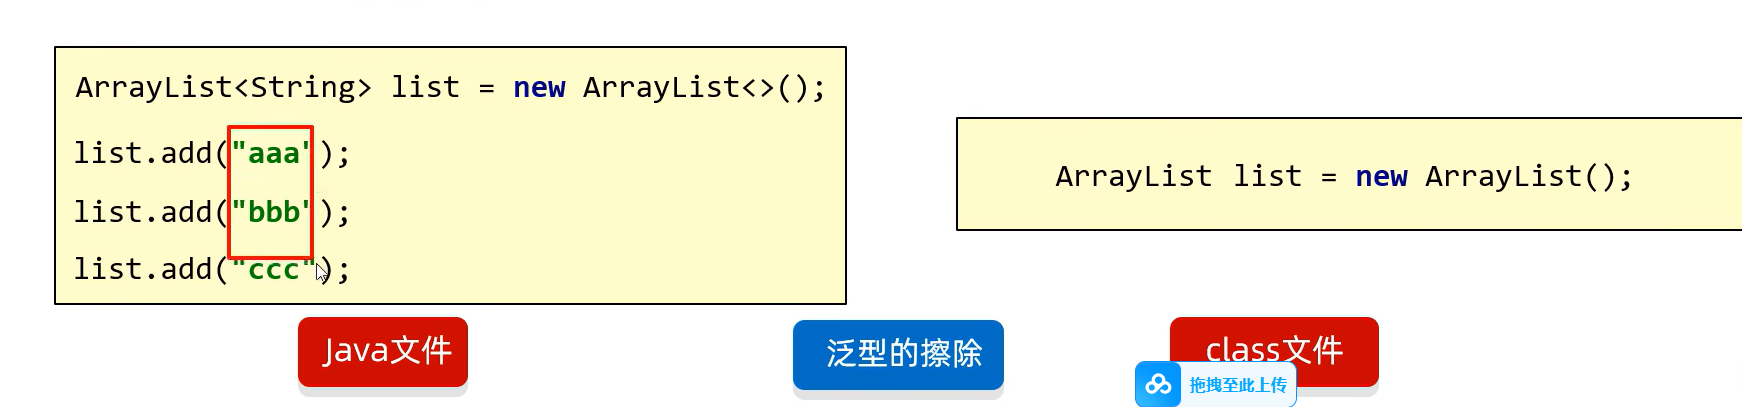 ArrayList<String> list = new ArrayList<>();
list.add("aaa");
list.add("bbb");
list.add("ccc");
ArrayList list = new ArrayList();
Java文件
泛型的擦除
class文件
拖拽至此上传